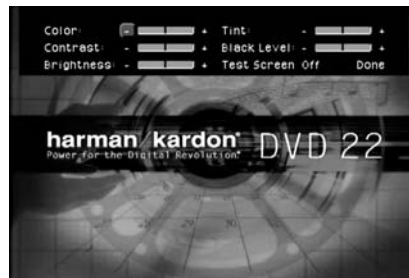 Color: - + Tint: - +
Contrast: - + Black Level: - +
Brightness: - + Test Screen Off Done
harman/kardon®
Power for the Digital Revolution®
DVD 22